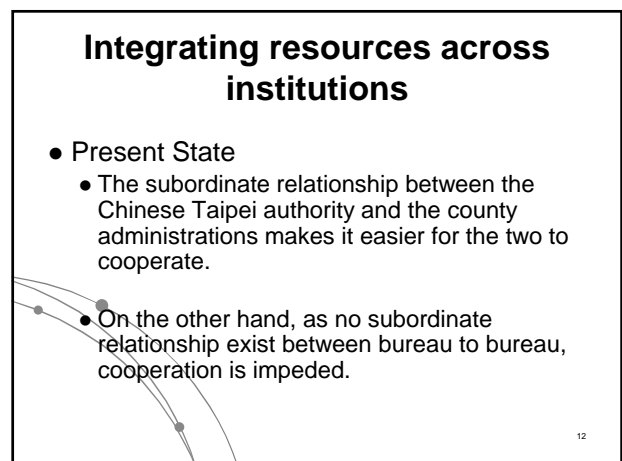 Integrating resources across
institutions
● Present State
● The subordinate relationship between the
Chinese Taipei authority and the county
administrations makes it easier for the two to
cooperate.
● On the other hand, as no subordinate
relationship exist between bureau to bureau,
cooperation is impeded.
12